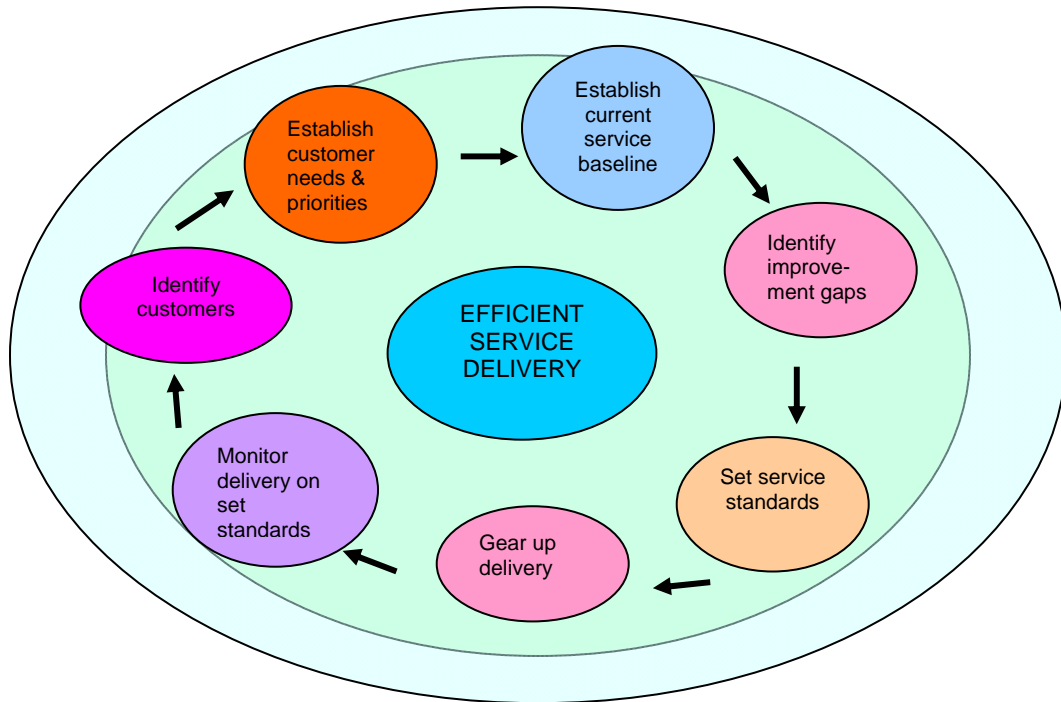 Establish
current
service
baseline
Establish
customer
needs &
priorities
Identify
improve-
ment gaps
Identify
customers
EFFICIENT
SERVICE
DELIVERY
Monitor
delivery on
set
standards
Set service
standards
Gear up
delivery